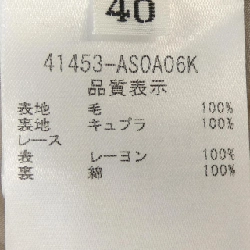 40
41453-ASOA06K
品質表示
表地 毛 100%
裏地 キュプラ 100%
レース
表 レーヨン 100%
裏 綿 100%